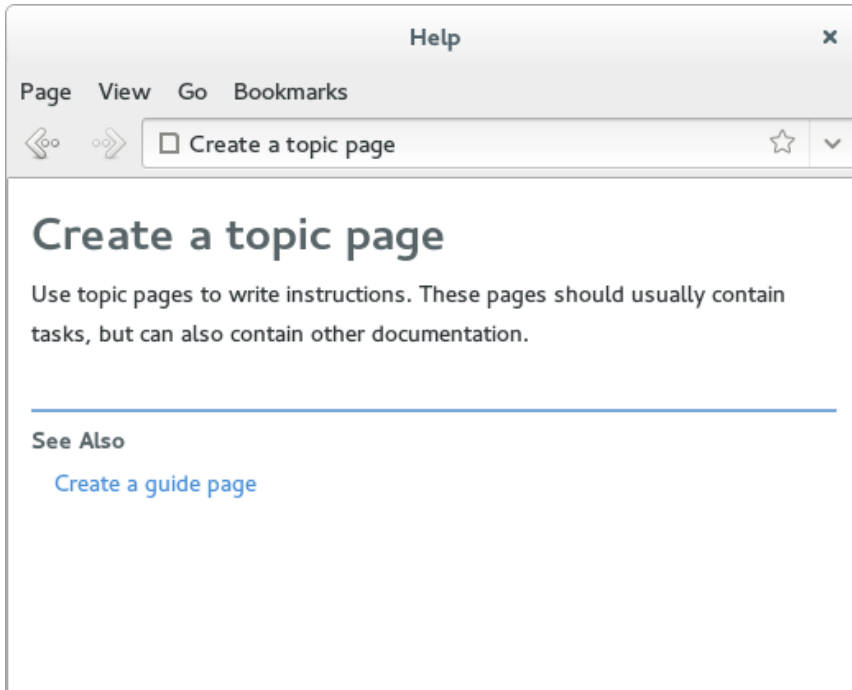 Help
Page View Go Bookmarks
Create a topic page
Create a topic page
Use topic pages to write instructions. These pages should usually contain
tasks, but can also contain other documentation.
See Also
Create a guide page